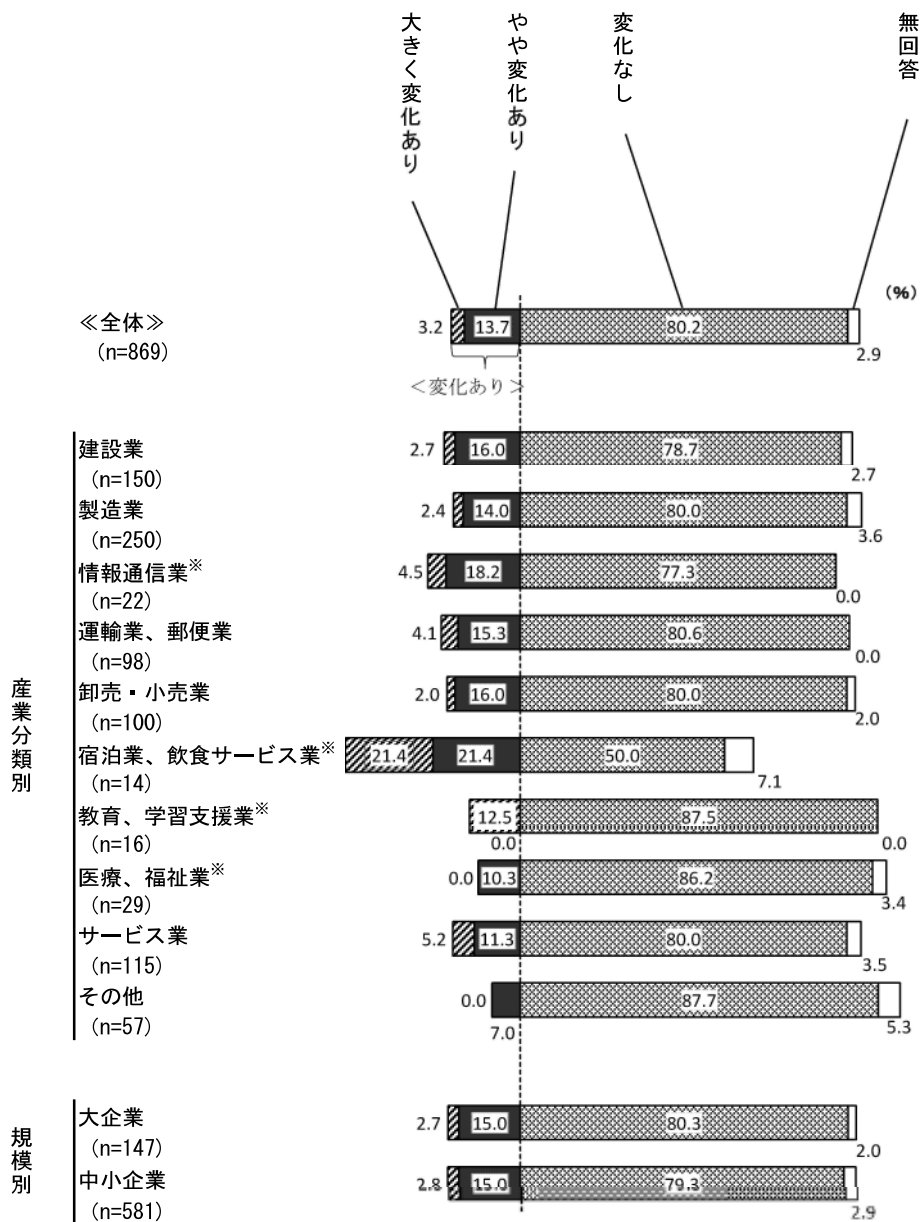 大きく変化あり
やや変化あり
変化なし
無回答
(%)
≪全体≫
(n=869)
3.2 13.7 80.2 2.9
＜変化あり＞
産業分類別
建設業
(n=150)
2.7 16.0 78.7 2.7
製造業
(n=250)
2.4 14.0 80.0 3.6
情報通信業※
(n=22)
4.5 18.2 77.3 0.0
運輸業、郵便業
(n=98)
4.1 15.3 80.6 0.0
卸売・小売業
(n=100)
2.0 16.0 80.0 2.0
宿泊業、飲食サービス業※
(n=14)
21.4 21.4 50.0 7.1
教育、学習支援業※
(n=16)
12.5 0.0 87.5 0.0
医療、福祉業※
(n=29)
0.0 10.3 86.2 3.4
サービス業
(n=115)
5.2 11.3 80.0 3.5
その他
(n=57)
0.0 7.0 87.7 5.3
規模別
大企業
(n=147)
2.7 15.0 80.3 2.0
中小企業
(n=581)
2.8 15.0 79.3 2.9